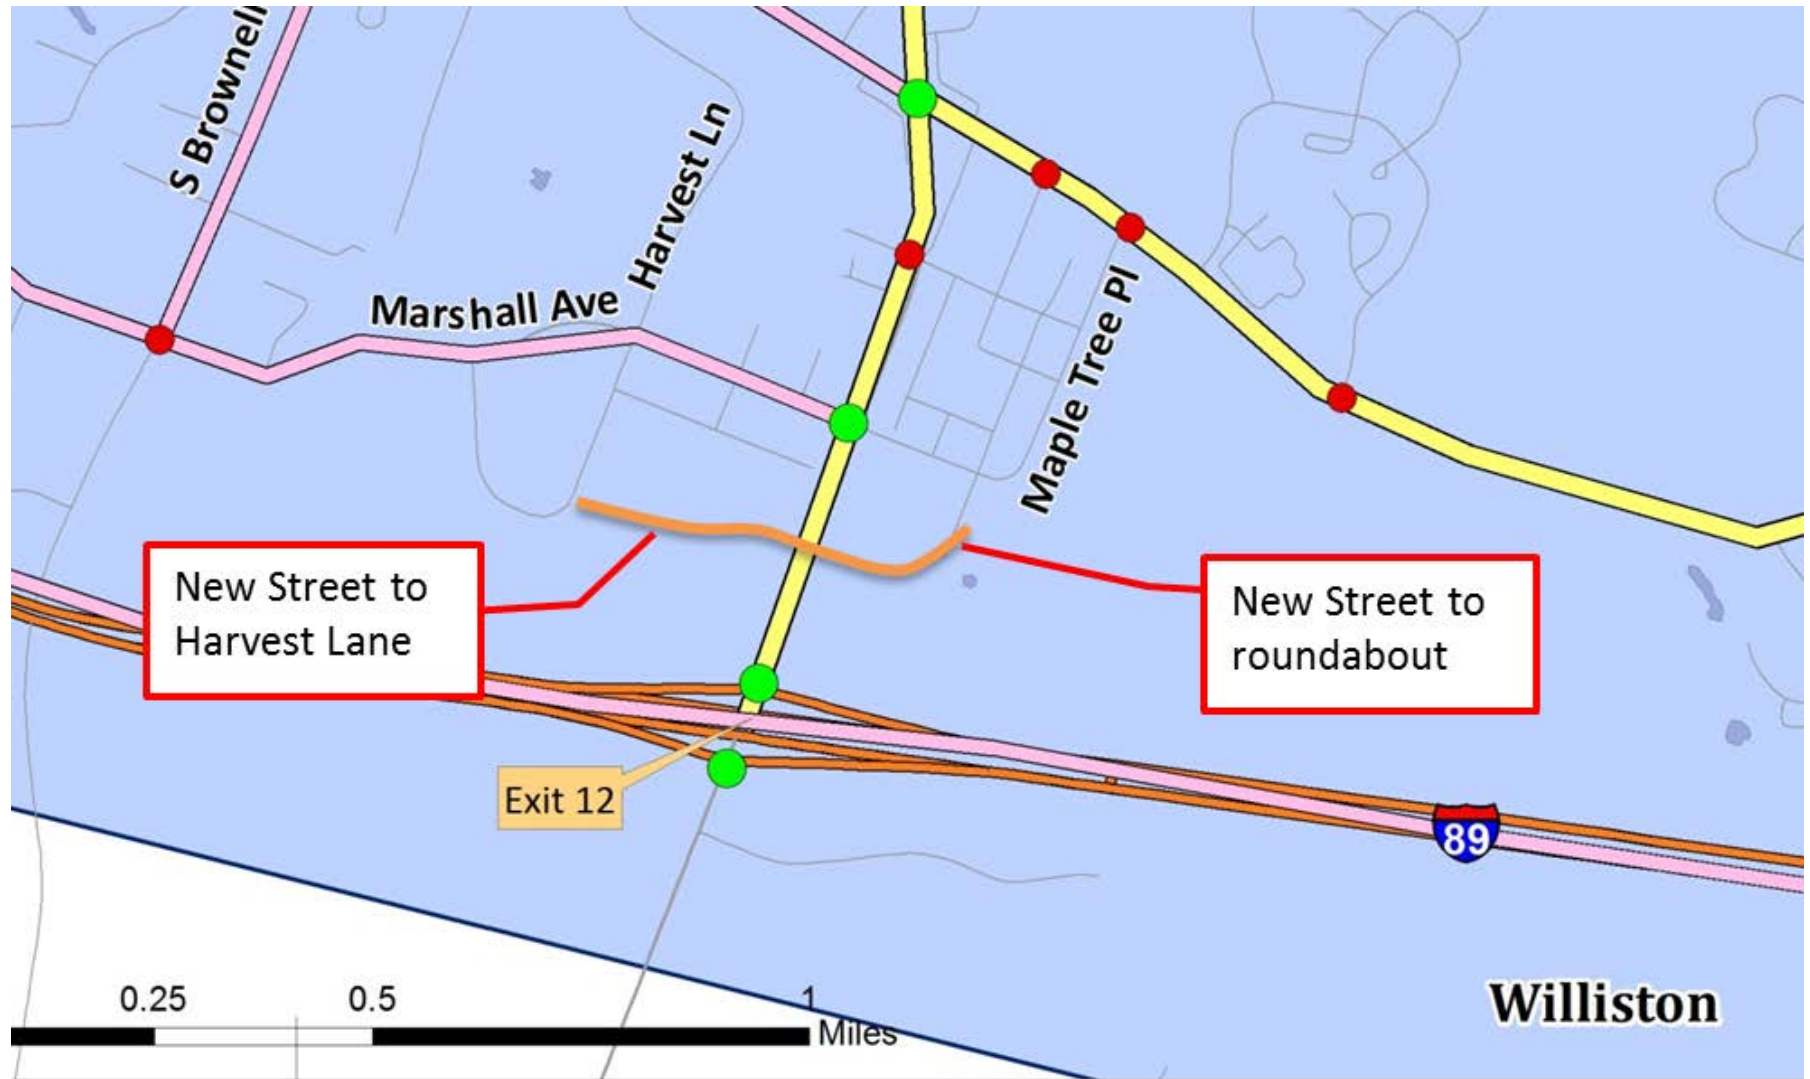 S Brownell
Harvest Ln
Marshall Ave
Maple Tree Pl
New Street to
Harvest Lane
New Street to
roundabout
Exit 12
89
Williston
0.25 0.5 1
Miles